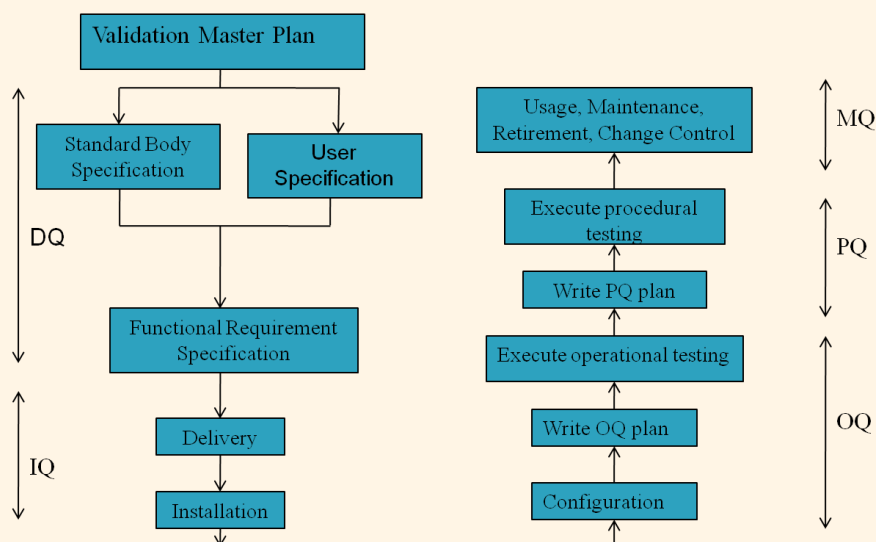 Validation Master Plan
Standard Body
Specification
User
Specification
DQ
Functional Requirement
Specification
Delivery
IQ
Installation
Usage, Maintenance,
Retirement, Change Control
MQ
Execute procedural
testing
PQ
Write PQ plan
Execute operational testing
Write OQ plan
OQ
Configuration